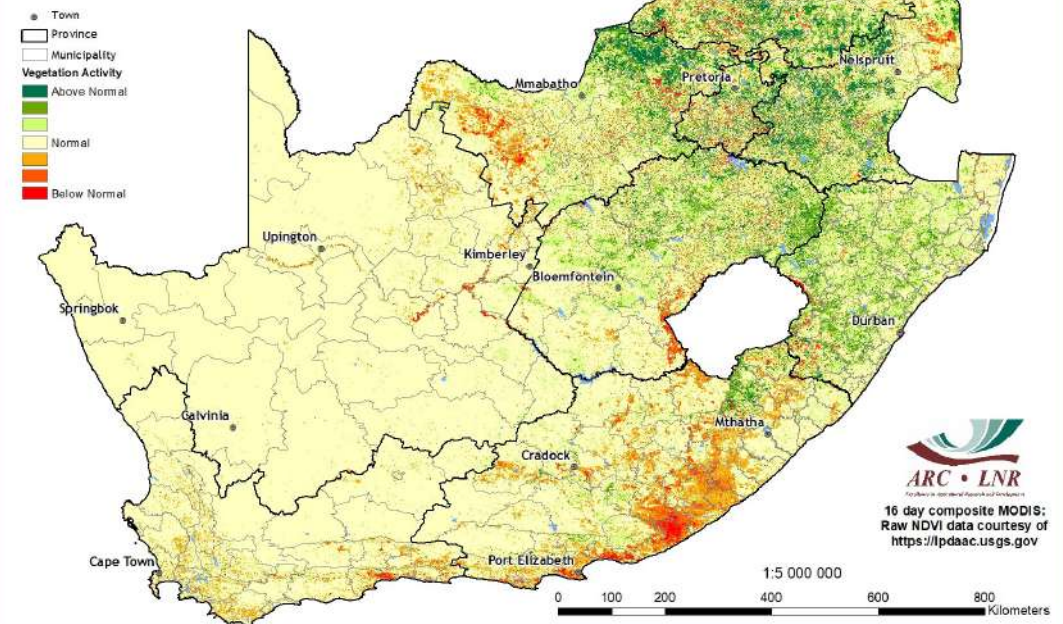 Town
Province
Municipality
Vegetation Activity
Above Normal
Normal
Below Normal
Nelspruit
Pretoria
Mmabatho
Upington
Kimberley
Bloemfontein
Springbok
Durban
Calvinia
Mthatha
Cradock
ARC • LNR
16 day composite MODIS:
Raw NDVI data courtesy of
https://lpdaac.usgs.gov
Cape Town
Port Elizabeth
1:5 000 000
0 100 200 400 600 800
Kilometers